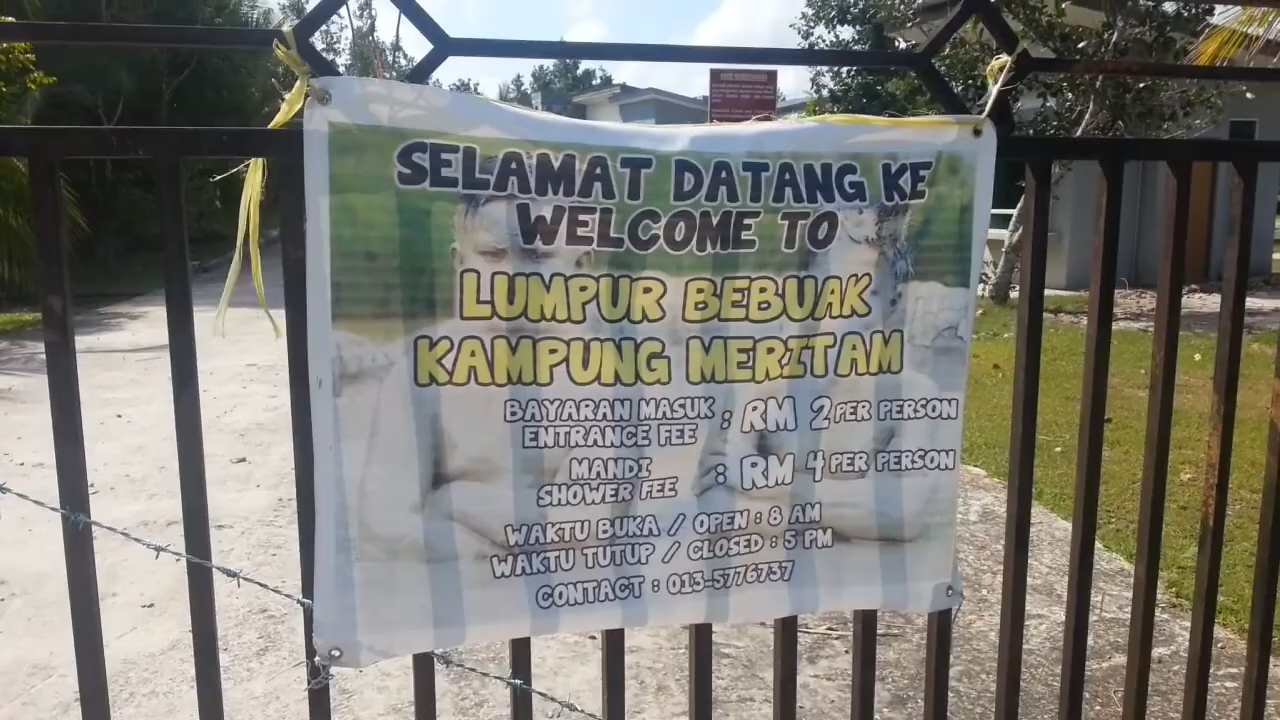 SELAMAT DATANG KE
WELCOME TO
LUMPUR BEBUAK
KAMPUNG MERITAM
BAYARAN MASUK : RM 2 PER PERSON
ENTRANCE FEE
MANDI : RM 4 PER PERSON
SHOWER FEE
WAKTU BUKA / OPEN : 8 AM
WAKTU TUTUP / CLOSED : 5 PM
CONTACT : 013-5776737